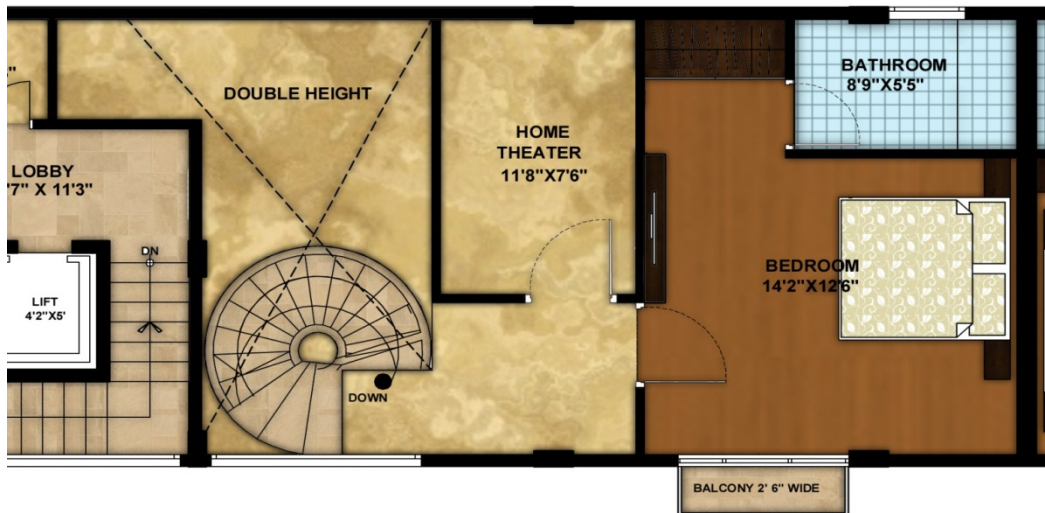 DOUBLE HEIGHT
HOME
THEATER
11'8"X7'6"
BATHROOM
8'9"X5'5"
LOBBY
'7" X 11'3"
DN
LIFT
4'2"X5'
BEDROOM
14'2"X12'6"
DOWN
BALCONY 2' 6" WIDE